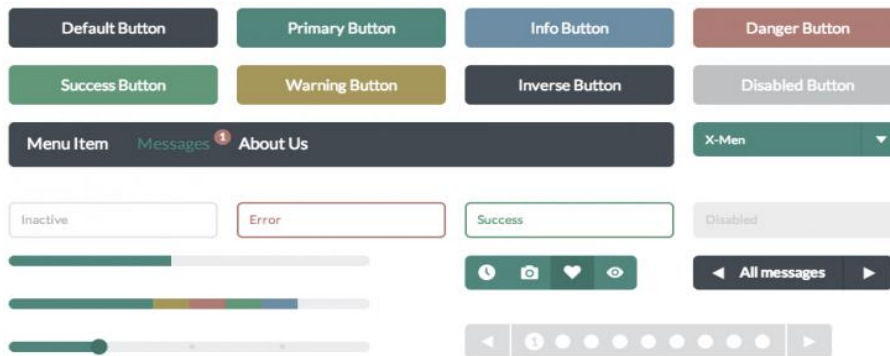 Default Button Primary Button Info Button Danger Button
Success Button Warning Button Inverse Button Disabled Button
Menu Item Messages 1 About Us X-Men
Inactive Error Success Disabled
All messages
1